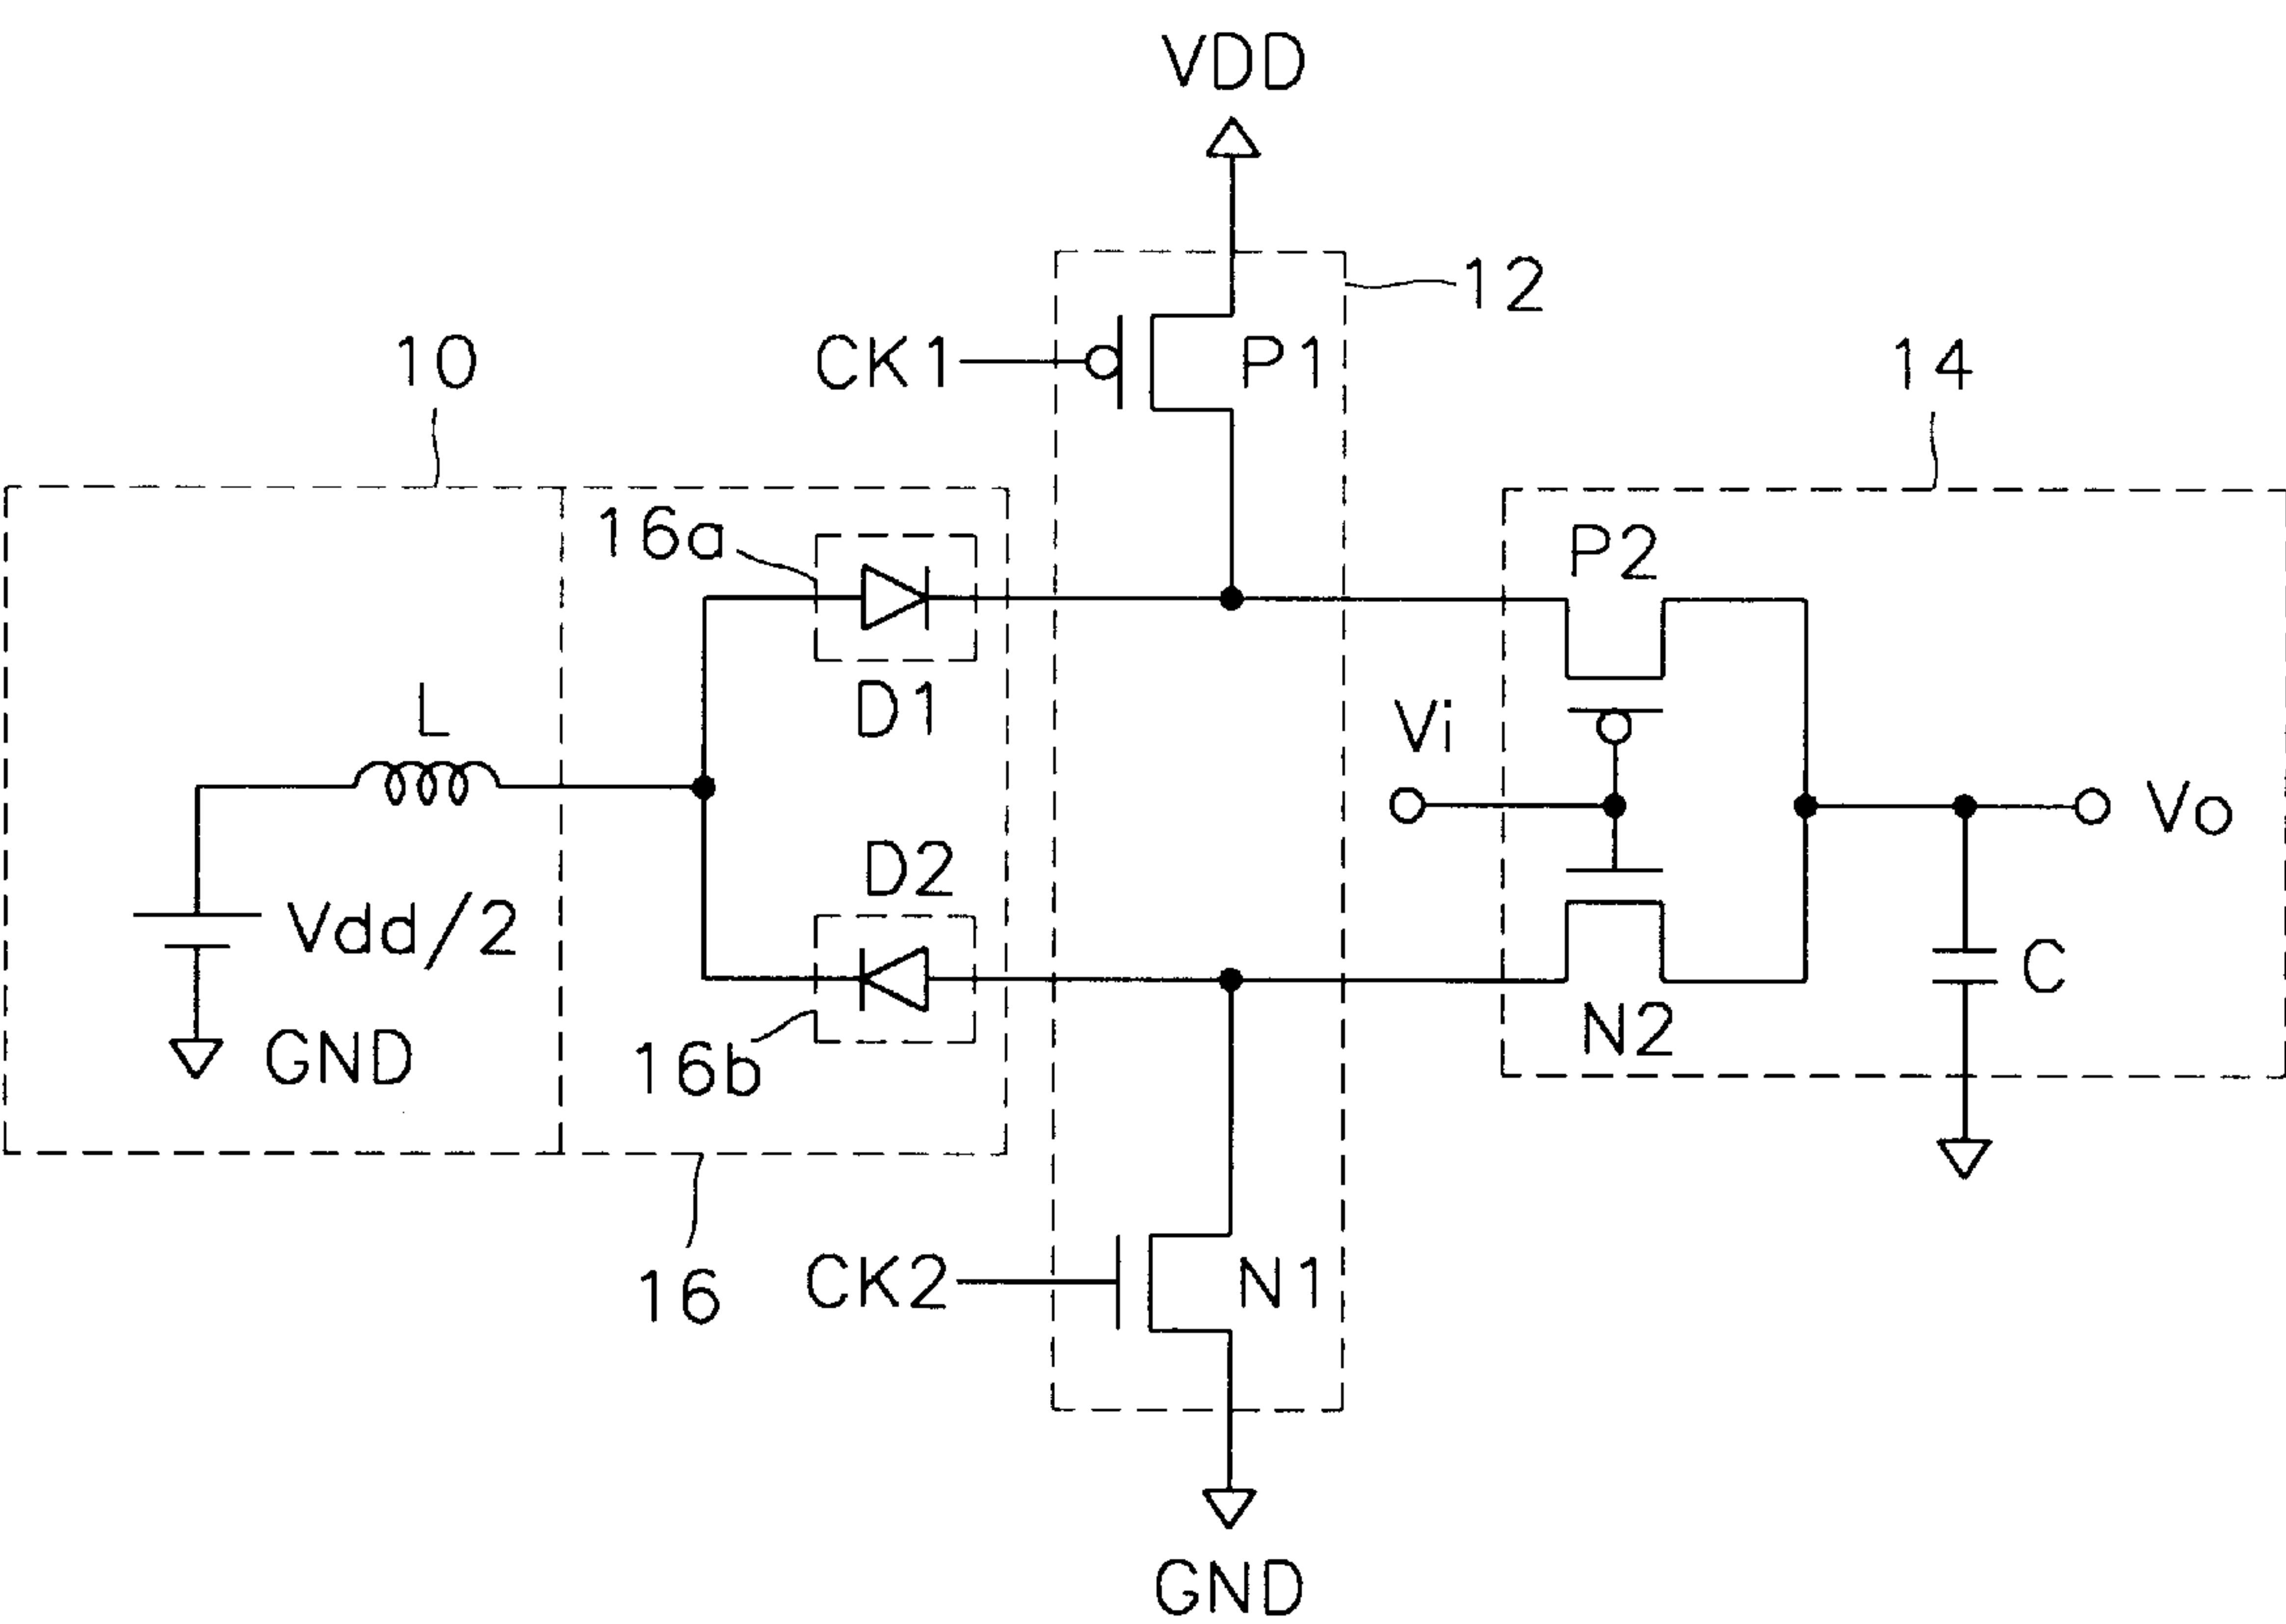 VDD
12
CK1
P1
10
14
16a
P2
D1
L
Vi
Vo
D2
Vdd/2
C
GND
16b
N2
16
CK2
N1
GND